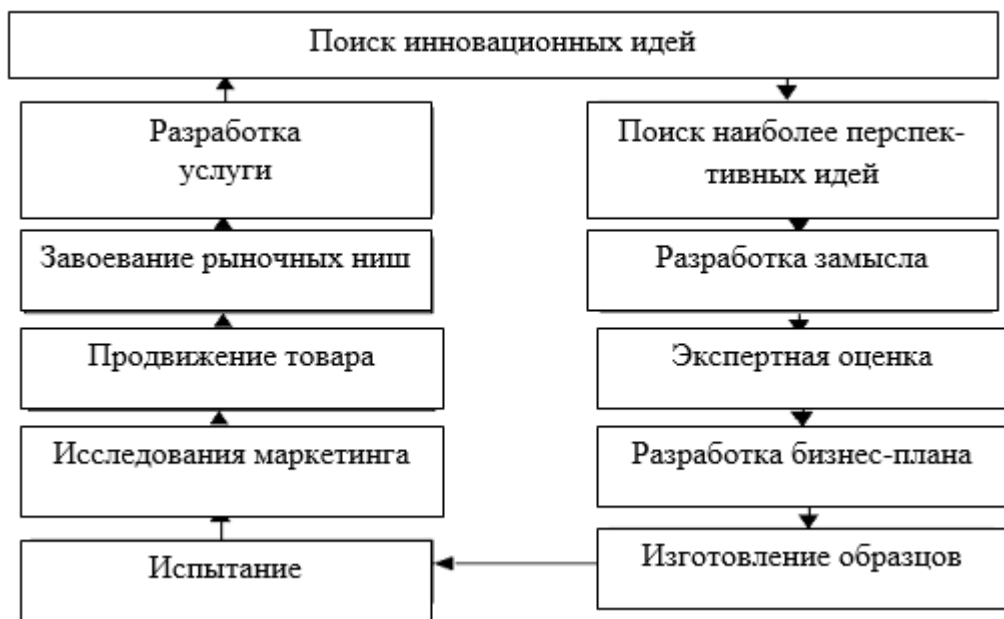 Поиск инновационных идей
Разработка
услуги
Поиск наиболее перспек-
тивных идей
Завоевание рыночных ниш
Разработка замысла
Продвижение товара
Экспертная оценка
Исследования маркетинга
Разработка бизнес-плана
Испытание
Изготовление образцов